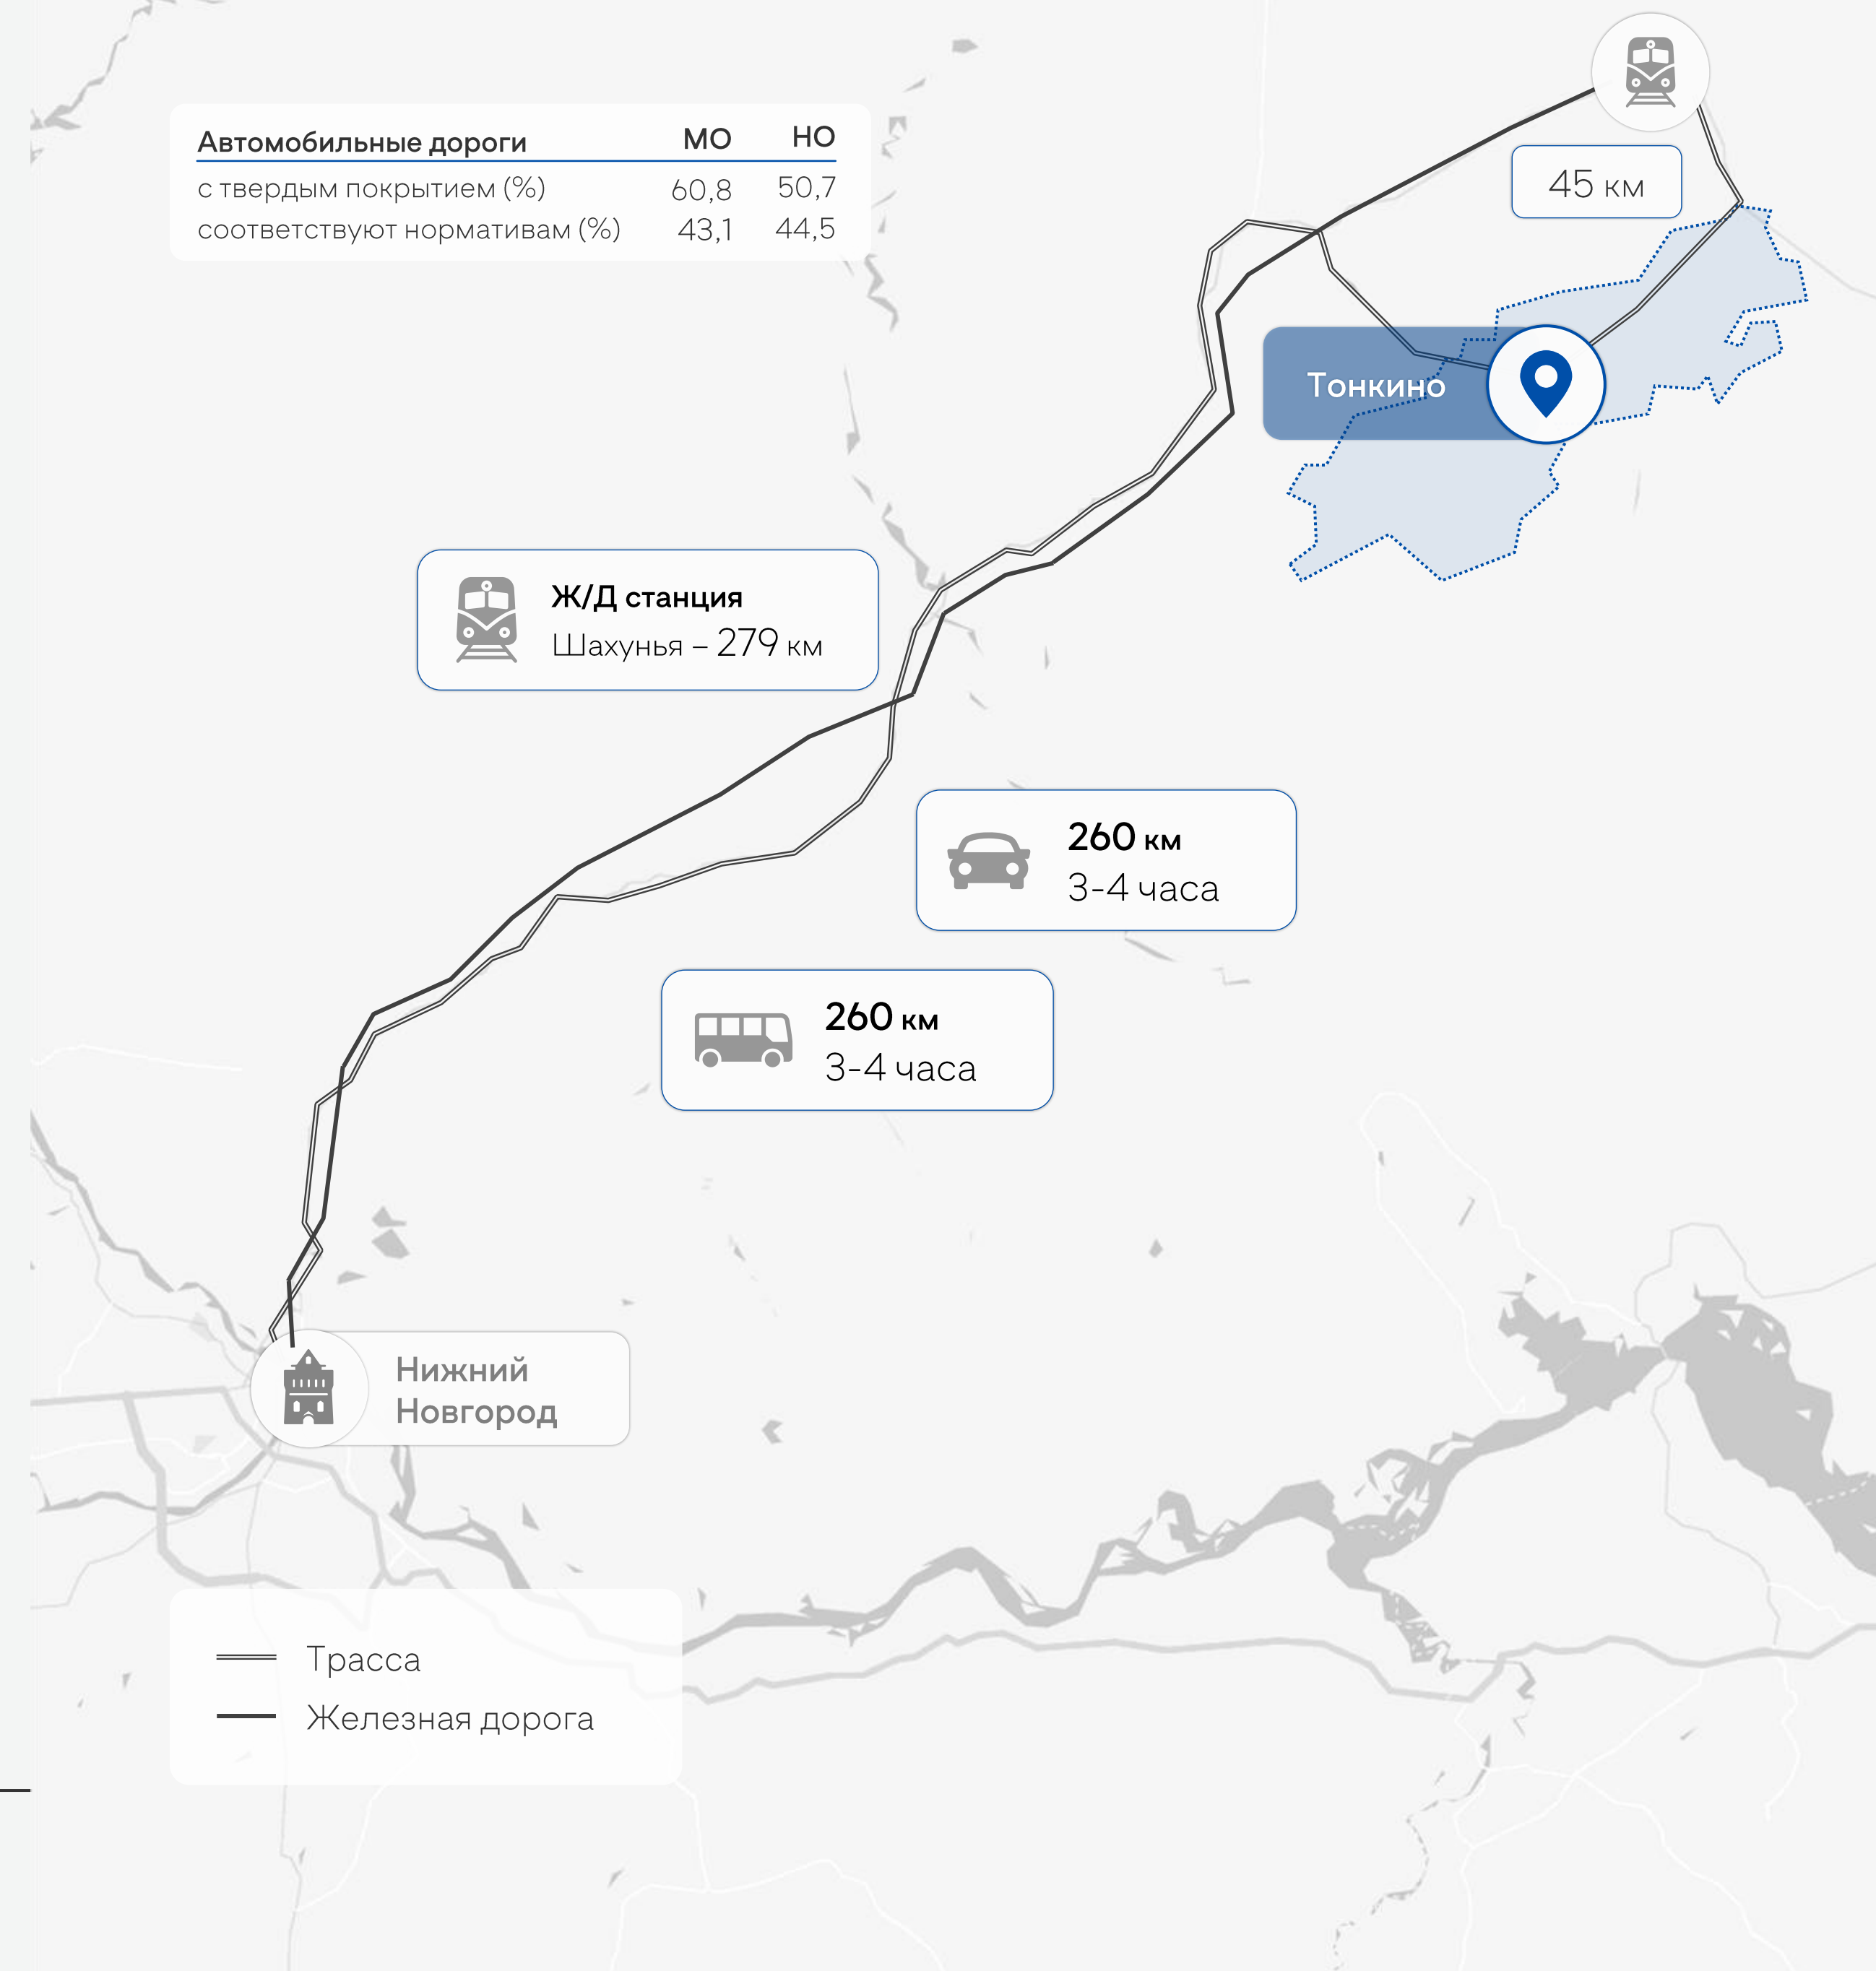 Автомобильные дороги МО НО
с твердым покрытием (%) 60,8 50,7
соответствуют нормативам (%) 43,1 44,5
45 км
Тонкино
Ж/Д станция
Шахунья – 279 км
260 км
3-4 часа
260 км
3-4 часа
Нижний
Новгород
Трасса
Железная дорога